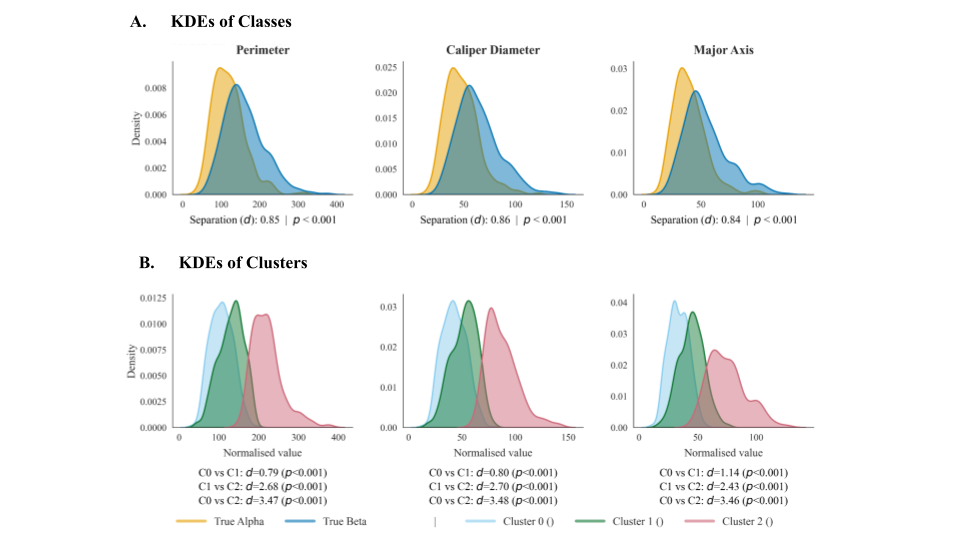 A. KDEs of Classes
Perimeter Caliper Diameter Major Axis
Density
0.008
0.006
0.004
0.002
0.000
0 100 200 300 400
0.025
0.020
0.015
0.010
0.005
0.000
0 50 100 150
0.03
0.02
0.01
0.00
0 50 100
Separation (d): 0.85 | p < 0.001
Separation (d): 0.86 | p < 0.001
Separation (d): 0.84 | p < 0.001
B. KDEs of Clusters
Density
0.0125
0.0100
0.0075
0.0050
0.0025
0.0000
0 100 200 300 400
Normalised value
0.03
0.02
0.01
0.00
0 50 100 150
Normalised value
0.04
0.03
0.02
0.01
0.00
0 50 100
Normalised value
C0 vs C1: d=0.79 (p<0.001)
C1 vs C2: d=2.68 (p<0.001)
C0 vs C2: d=3.47 (p<0.001)
C0 vs C1: d=0.80 (p<0.001)
C1 vs C2: d=2.70 (p<0.001)
C0 vs C2: d=3.48 (p<0.001)
C0 vs C1: d=1.14 (p<0.001)
C1 vs C2: d=2.43 (p<0.001)
C0 vs C2: d=3.46 (p<0.001)
True Alpha True Beta | Cluster 0 () Cluster 1 () Cluster 2 ()